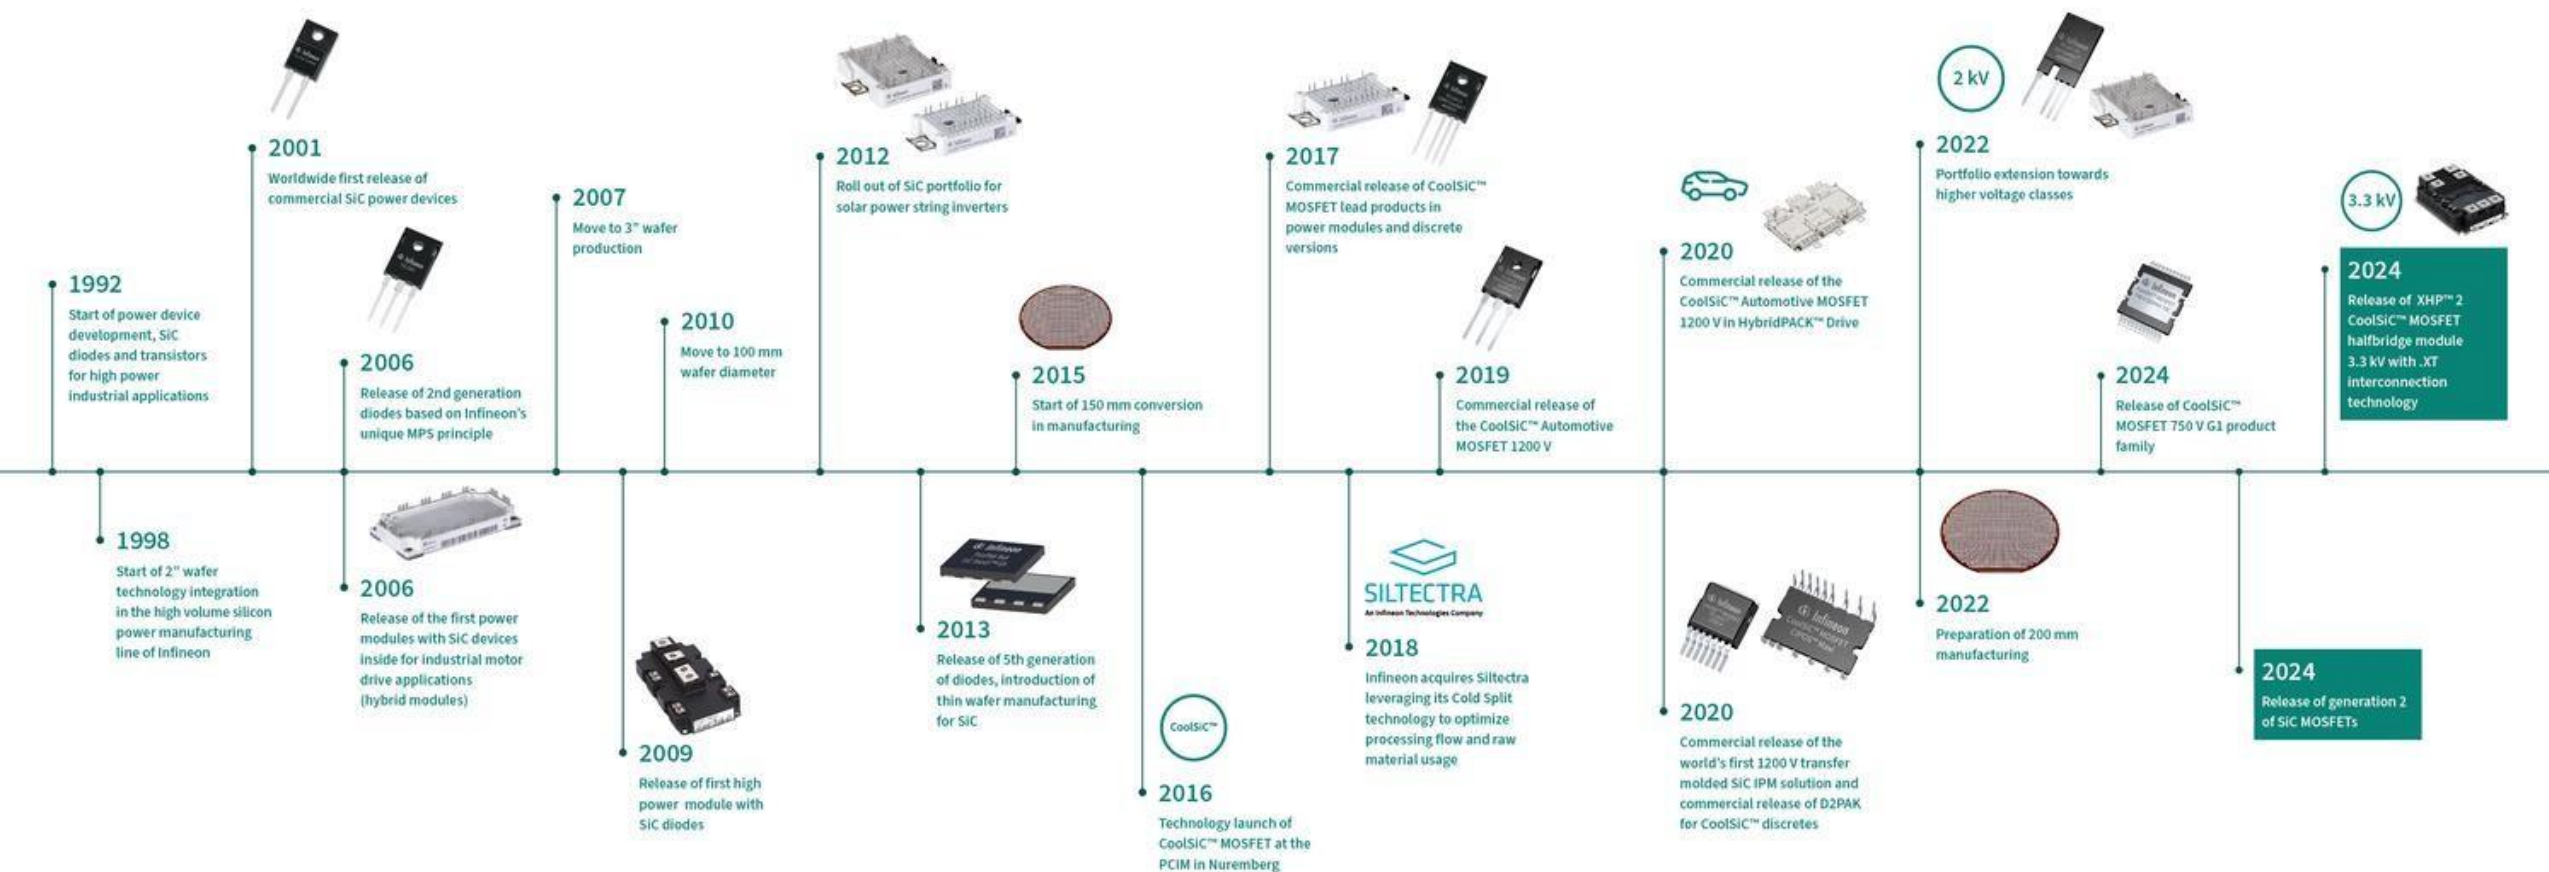 1992
Start of power device
development, SiC
diodes and transistors
for high power
industrial applications
1998
Start of 2" wafer
technology integration
in the high volume silicon
power manufacturing
line of Infineon
2001
Worldwide first release of
commercial SiC power devices
2006
Release of 2nd generation
diodes based on Infineon's
unique MPS principle
2006
Release of the first power
modules with SiC devices
inside for industrial motor
drive applications
(hybrid modules)
2007
Move to 3" wafer
production
2009
Release of first high
power module with
SiC diodes
2010
Move to 100 mm
wafer diameter
2012
Roll out of SiC portfolio for
solar power string inverters
Infineon
2013
Release of 5th generation
of diodes, introduction of
thin wafer manufacturing
for SiC
2015
Start of 150 mm conversion
in manufacturing
CoolSiC™
2016
Technology launch of
CoolSiC™ MOSFET at the
PCIM in Nuremberg
2017
Commercial release of CoolSiC™
MOSFET lead products in
power modules and discrete
versions
SILTECTRA
An Infineon Technologies Company
2018
Infineon acquires Siltectra
leveraging its Cold Split
technology to optimize
processing flow and raw
material usage
2019
Commercial release of
the CoolSiC™ Automotive
MOSFET 1200 V
2020
Commercial release of the
CoolSiC™ Automotive MOSFET
1200 V in HybridPACK™ Drive
Infineon
Infineon
CoolSiC™ MOSFET
2020
Commercial release of the
world's first 1200 V transfer
molded SiC IPM solution and
commercial release of D2PAK
for CoolSiC™ discretes
2 kV
2022
Portfolio extension towards
higher voltage classes
2022
Preparation of 200 mm
manufacturing
Infineon
2024
Release of CoolSiC™
MOSFET 750 V G1 product
family
2024
Release of generation 2
of SiC MOSFETs
3.3 kV
2024
Release of XHP™ 2
CoolSiC™ MOSFET
halfbridge module
3.3 kV with .XT
interconnection
technology